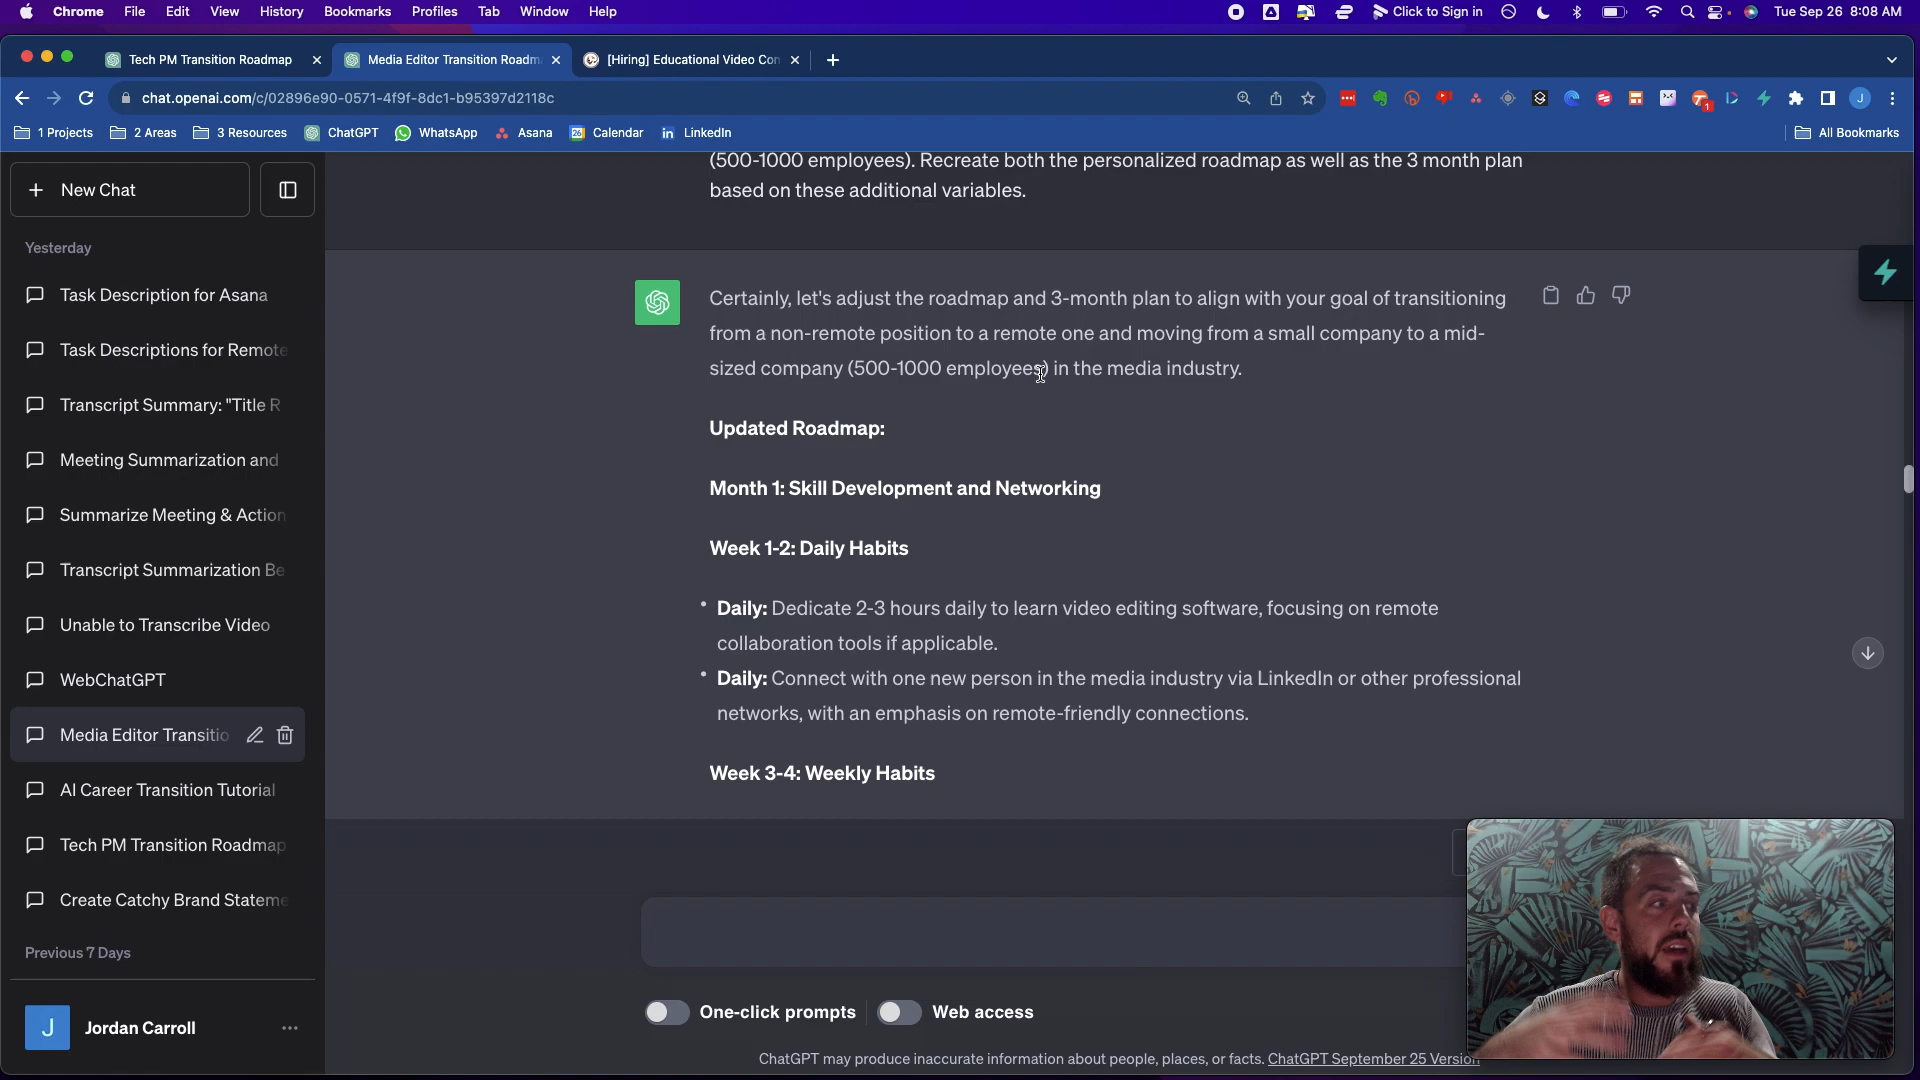 Chrome File Edit View History Bookmarks Profiles Tab Window Help Click to Sign in Tue Sep 26 8:08 AM
Tech PM Transition Roadmap Media Editor Transition Roadm [Hiring] Educational Video Con
chat.openai.com/c/02896e90-0571-4f9f-8dc1-b95397d2118c
1 Projects 2 Areas 3 Resources ChatGPT WhatsApp Asana Calendar LinkedIn All Bookmarks
New Chat
Yesterday
Task Description for Asana
Task Descriptions for Remote
Transcript Summary: "Title R
Meeting Summarization and
Summarize Meeting & Action
Transcript Summarization Be
Unable to Transcribe Video
WebChatGPT
Media Editor Transitio
AI Career Transition Tutorial
Tech PM Transition Roadmap
Create Catchy Brand Stateme
Previous 7 Days
J Jordan Carroll
(500-1000 employees). Recreate both the personalized roadmap as well as the 3 month plan
based on these additional variables.
Certainly, let's adjust the roadmap and 3-month plan to align with your goal of transitioning
from a non-remote position to a remote one and moving from a small company to a mid-
sized company (500-1000 employees) in the media industry.
Updated Roadmap:
Month 1: Skill Development and Networking
Week 1-2: Daily Habits
• Daily: Dedicate 2-3 hours daily to learn video editing software, focusing on remote
collaboration tools if applicable.
• Daily: Connect with one new person in the media industry via LinkedIn or other professional
networks, with an emphasis on remote-friendly connections.
Week 3-4: Weekly Habits
One-click prompts Web access
ChatGPT may produce inaccurate information about people, places, or facts. ChatGPT September 25 Version